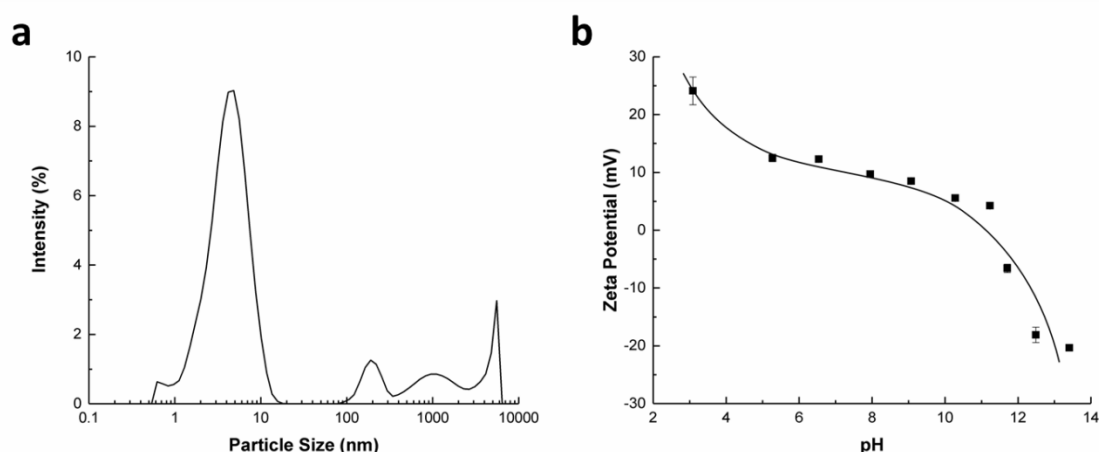 a
10
8
6
4
2
0
Intensity (%)
0.1 1 10 100 1000 10000
Particle Size (nm)
b
30
20
10
0
-10
-20
-30
Zeta Potential (mV)
2 4 6 8 10 12 14
pH